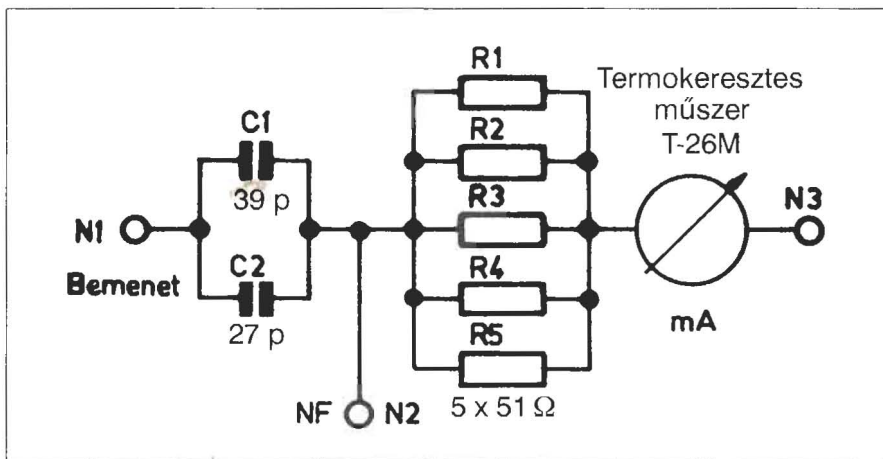 R1
Termokeresztes
műszer
T-26M
C1
R2
39 p
R3
N1
N3
C2
Bemenet
R4
27 p
mA
R5
NF
N2
5 x 51 Ω